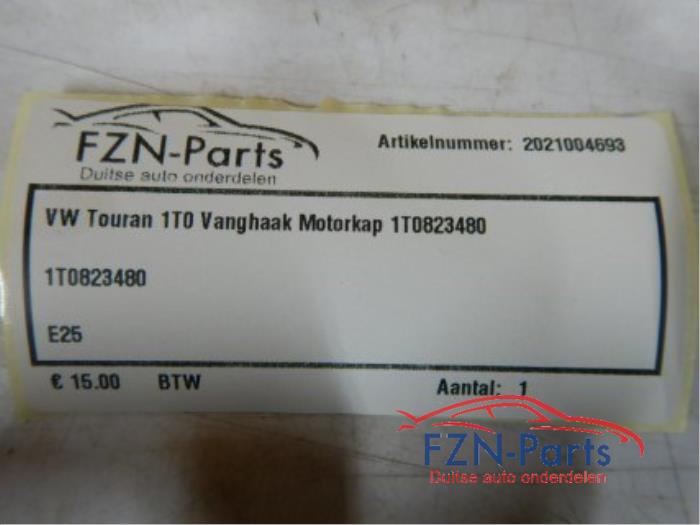 FZN-Parts
Duitse auto onderdelen
Artikelnummer: 2021004693
VW Touran 1T0 Vanghaak Motorkap 1T0823480
1T0823480
E25
€ 15.00 BTW Aantal: 1
FZN-Parts
Duitse auto onderdelen